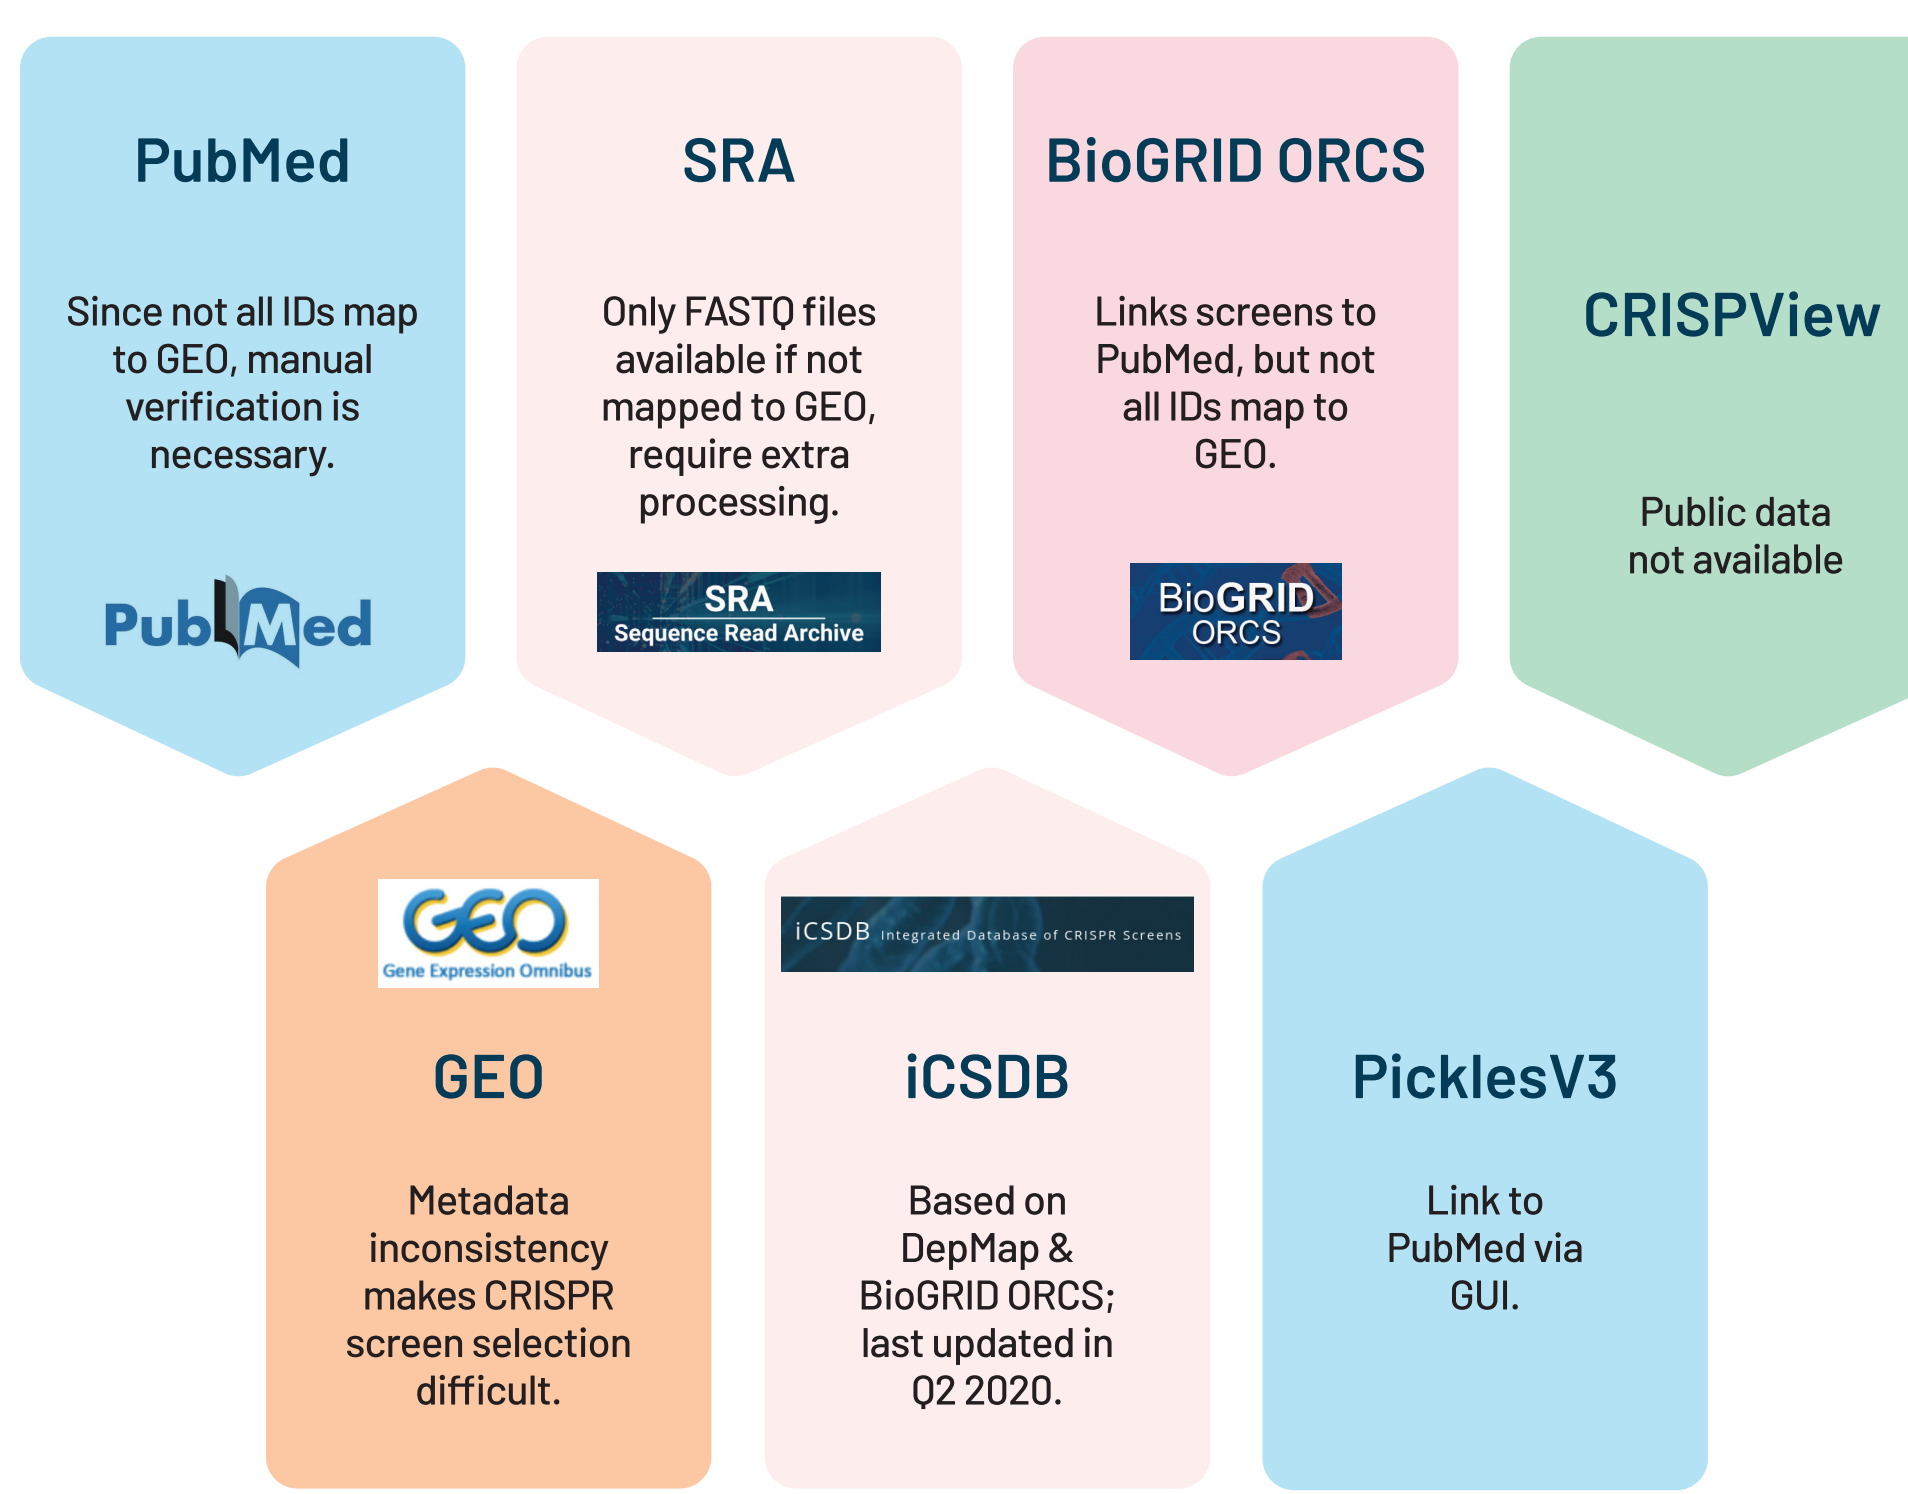 PubMed
Since not all IDs map
to GEO, manual
verification is
necessary.
PubMed
SRA
Only FASTQ files
available if not
mapped to GEO,
require extra
processing.
SRA
Sequence Read Archive
BioGRID ORCS
Links screens to
PubMed, but not
all IDs map to
GEO.
BioGRID
ORCS
CRISPView
Public data
not available
GEO
Gene Expression Omnibus
GEO
Metadata
inconsistency
makes CRISPR
screen selection
difficult.
iCSDB Integrated Database of CRISPR Screens
iCSDB
Based on
DepMap &
BioGRID ORCS;
last updated in
Q2 2020.
PicklesV3
Link to
PubMed via
GUI.